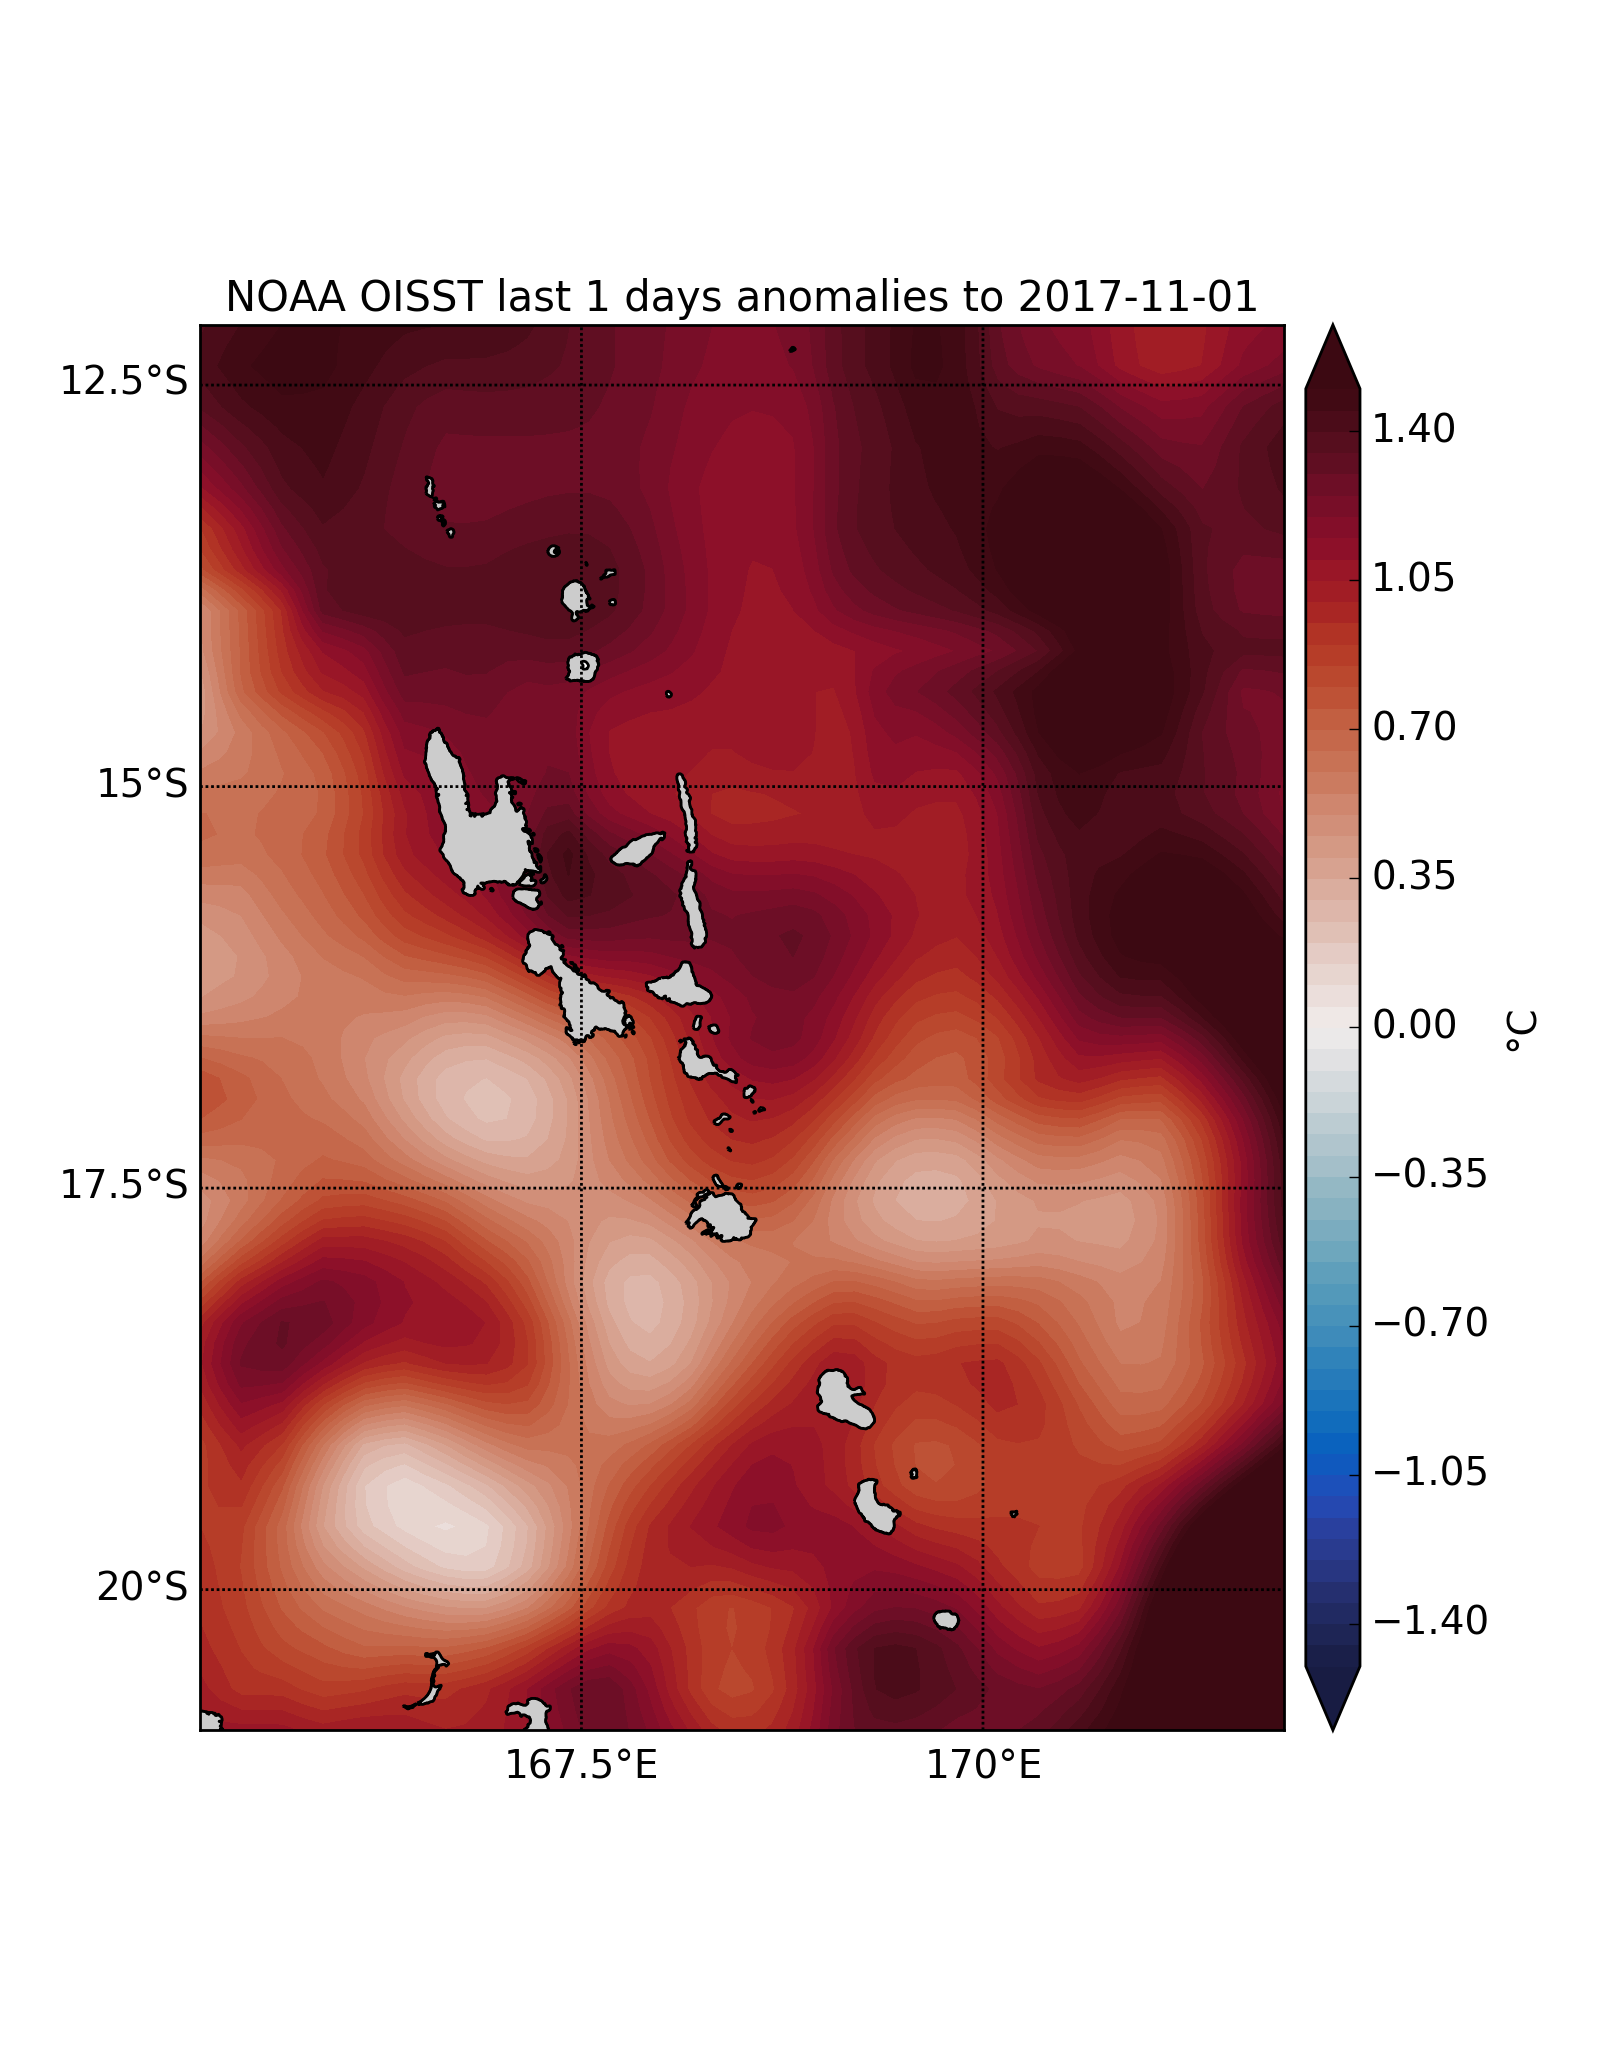 NOAA OISST last 1 days anomalies to 2017-11-01
12.5°S
15°S
17.5°S
20°S
167.5°E
170°E
1.40
1.05
0.70
0.35
0.00
−0.35
−0.70
−1.05
−1.40
°C